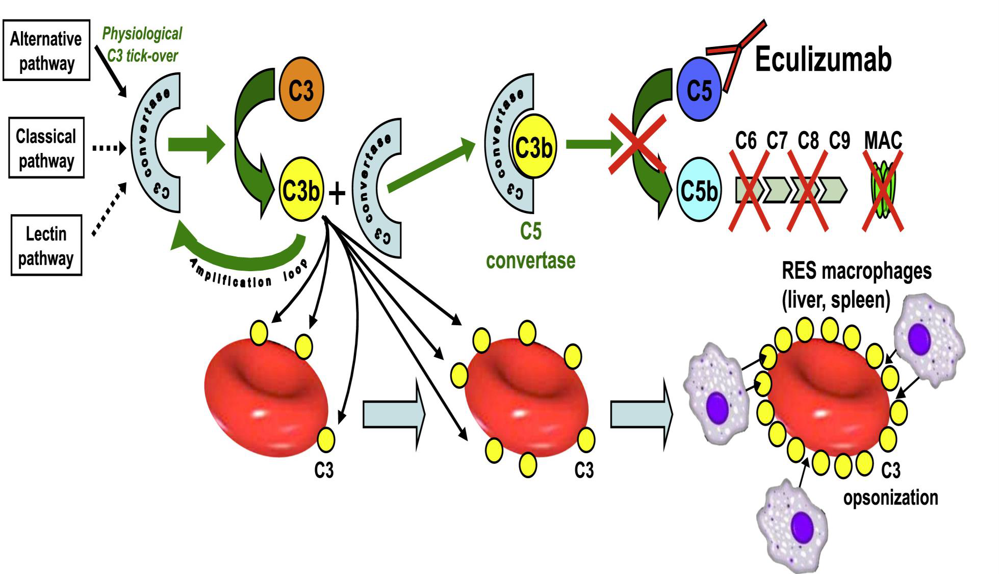 Alternative
pathway
Physiological
C3 tick-over
Classical
pathway
Lectin
pathway
C3 convertase
C3
C3b
+
C3 convertase
Amplification loop
C3 convertase
C3b
C5
convertase
C5
Eculizumab
C5b
C6 C7 C8 C9 MAC
RES macrophages
(liver, spleen)
C3
C3
C3
opsonization